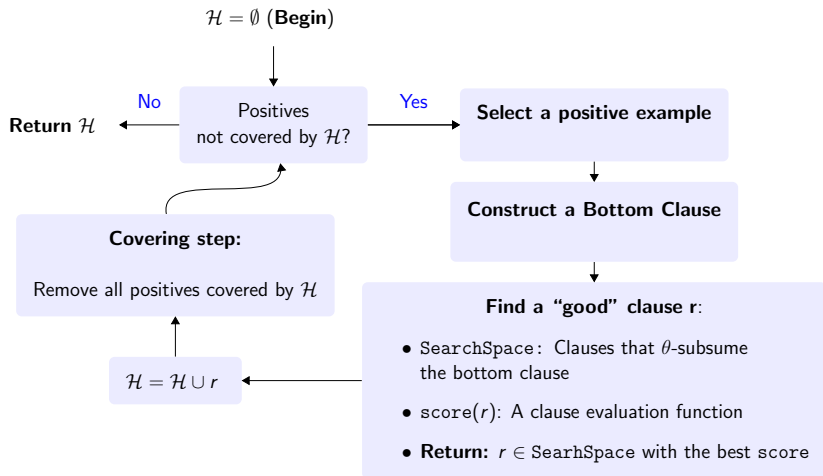 ℋ = ∅ (Begin)
No
Yes
Positives
not covered by ℋ?
Return ℋ
Select a positive example
Construct a Bottom Clause
Covering step:
Remove all positives covered by ℋ
Find a “good” clause r:
• SearchSpace: Clauses that θ-subsume
the bottom clause
• score(r): A clause evaluation function
• Return: r ∈ SearhSpace with the best score
ℋ = ℋ ∪ r